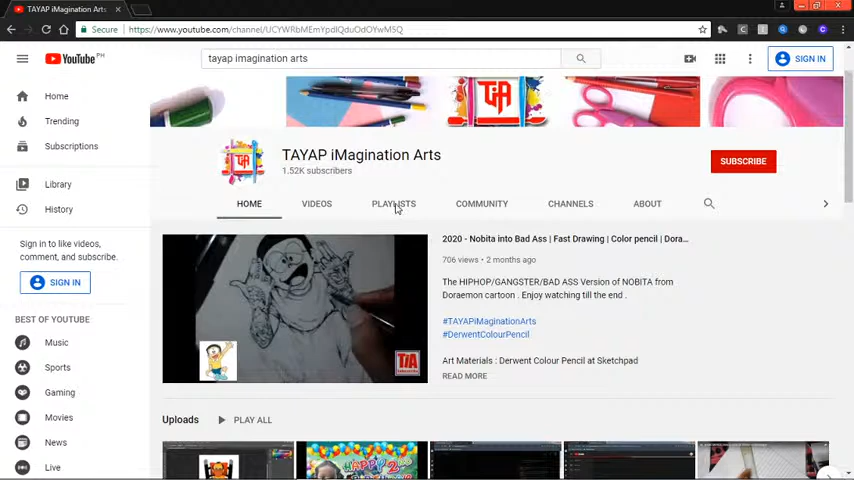 TAYAP iMagination Arts
Secure
https://www.youtube.com/channel/UCYWRbMEmYpdlQduOdOYwM5Q
YouTube PH
tayap imagination arts
SIGN IN
Home
Trending
Subscriptions
Library
History
Sign in to like videos,
comment, and subscribe.
SIGN IN
BEST OF YOUTUBE
Music
Sports
Gaming
Movies
News
Live
TiA
TAYAP iMagination Arts
1.52K subscribers
SUBSCRIBE
HOME VIDEOS PLAYLISTS COMMUNITY CHANNELS ABOUT
2020 - Nobita into Bad Ass | Fast Drawing | Color pencil | Dora...
706 views • 2 months ago
The HIPHOP/GANGSTER/BAD ASS Version of NOBITA from
Doraemon cartoon . Enjoy watching till the end .
#TAYAPiMaginationArts
#DerwentColourPencil
Art Materials : Derwent Colour Pencil at Sketchpad
READ MORE
TiA
Uploads PLAY ALL
HAPPY 2